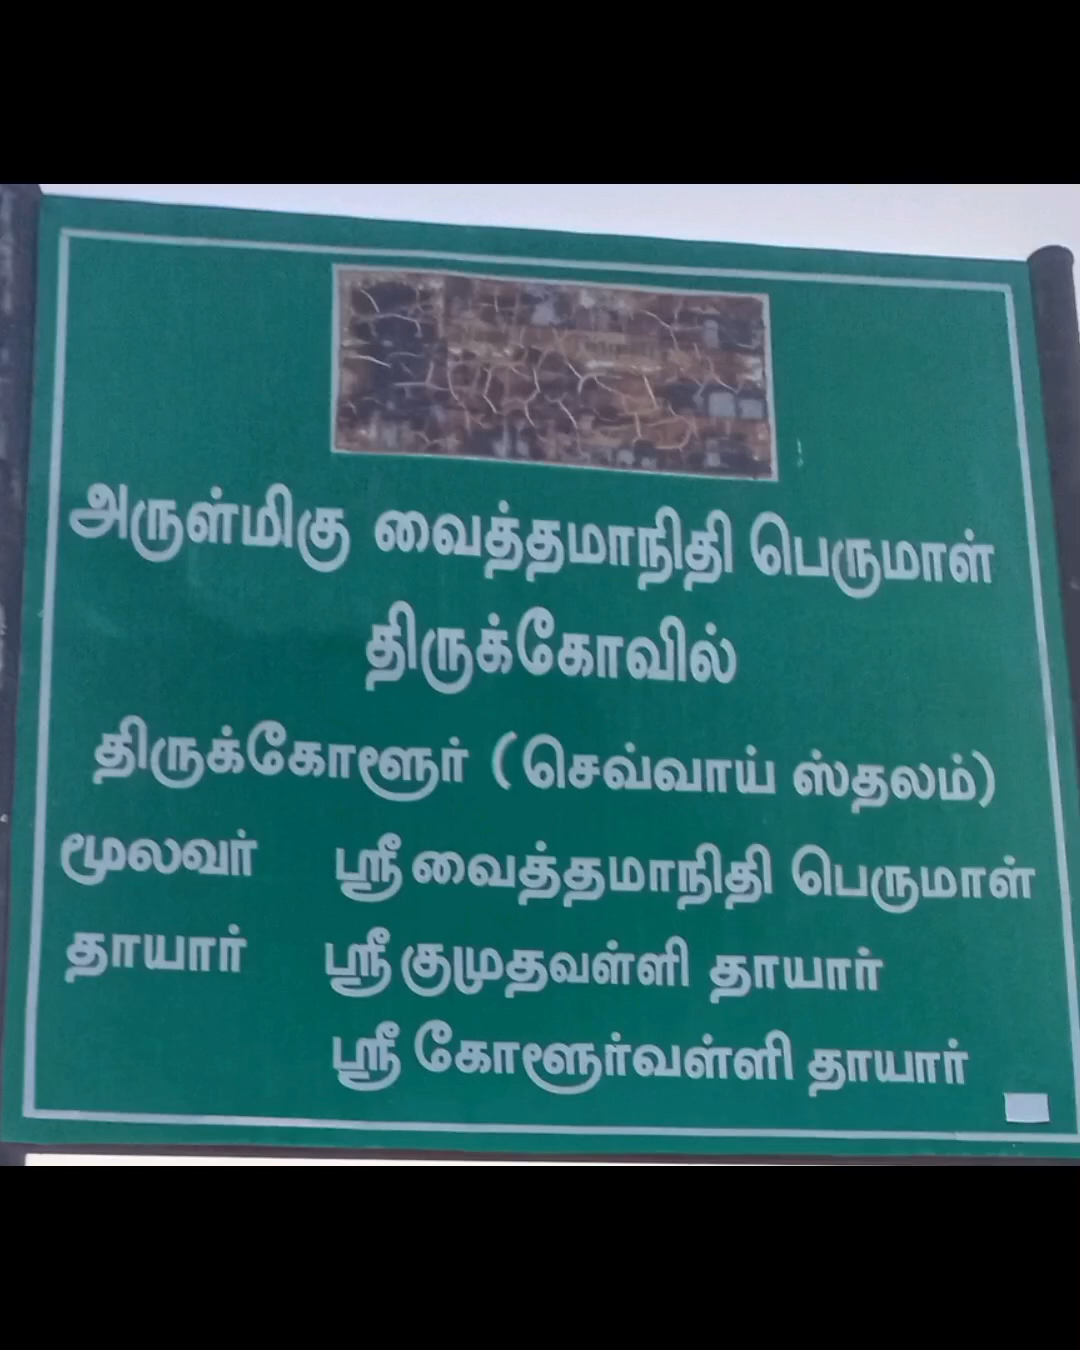 அருள்மிகு வைத்தமாநிதி பெருமாள்
திருக்கோவில்
திருக்கோளூர் (செவ்வாய் ஸ்தலம்)
மூலவர் ஸ்ரீ வைத்தமாநிதி பெருமாள்
தாயார் ஸ்ரீ குமுதவள்ளி தாயார்
ஸ்ரீ கோளூர்வள்ளி தாயார்